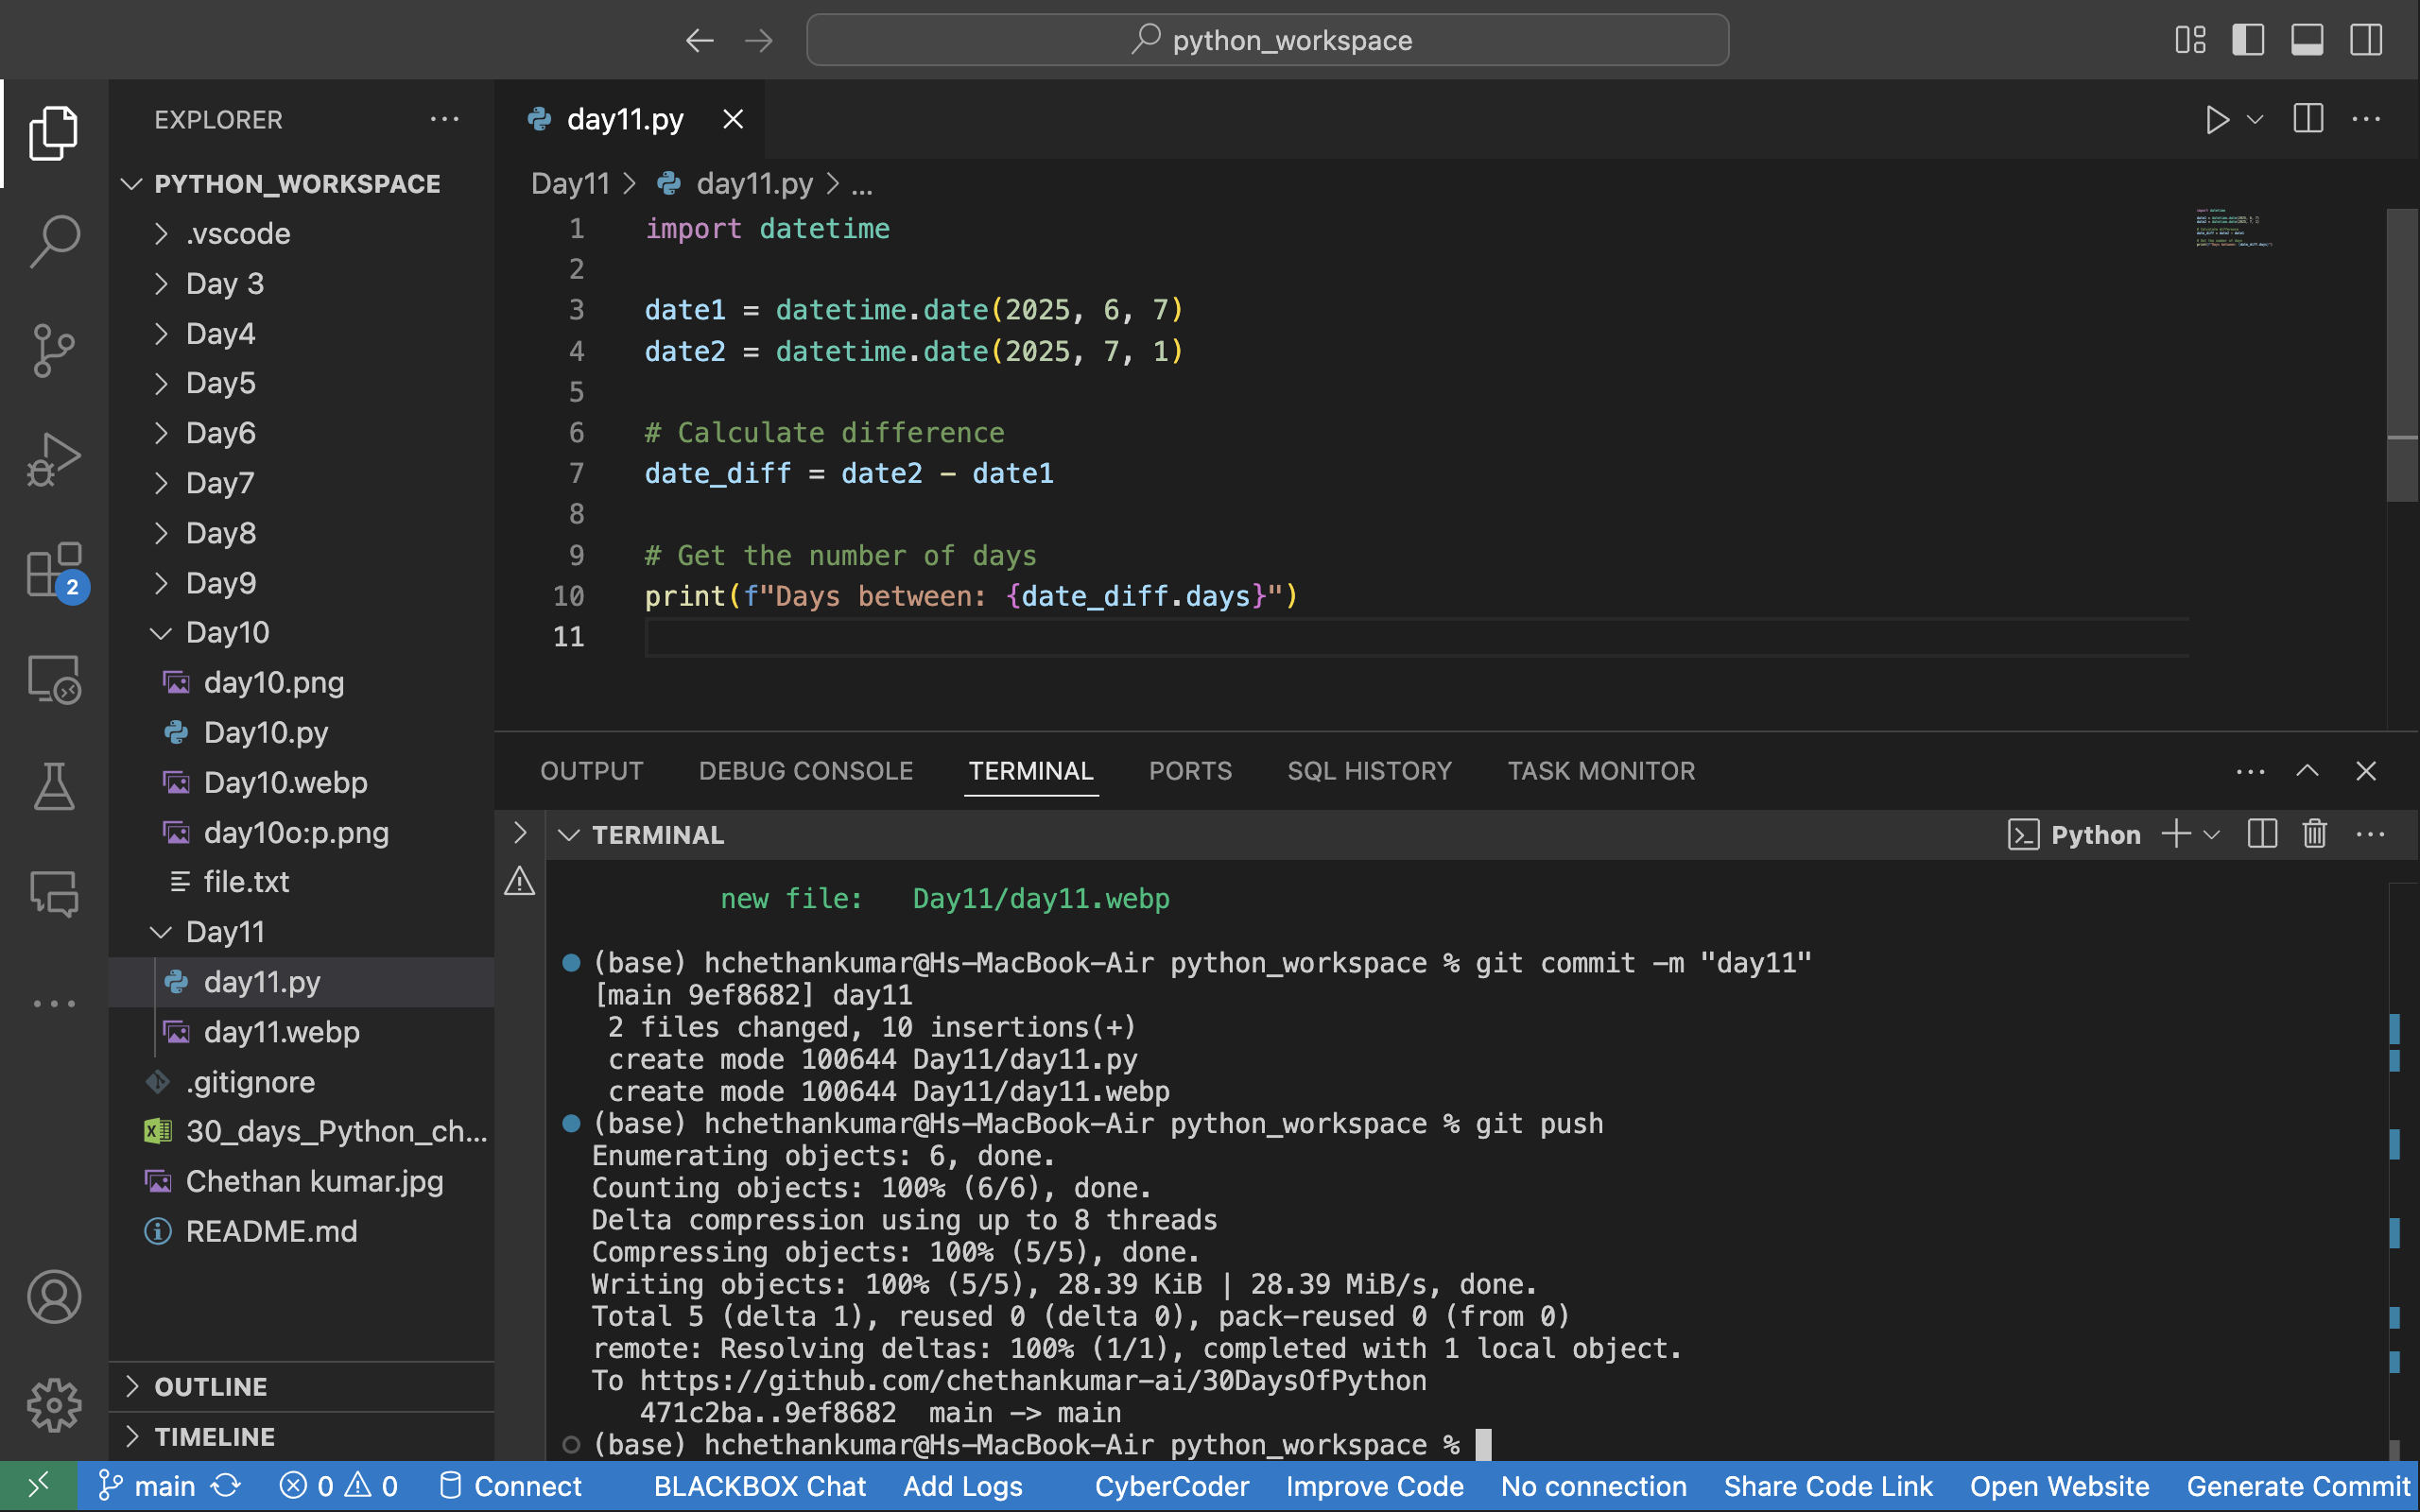 python_workspace
EXPLORER
PYTHON_WORKSPACE
.vscode
Day 3
Day4
Day5
Day6
Day7
Day8
Day9
Day10
day10.png
Day10.py
Day10.webp
day10o:p.png
file.txt
Day11
day11.py
day11.webp
.gitignore
30_days_Python_ch...
Chethan kumar.jpg
README.md
OUTLINE
TIMELINE
2
day11.py
Day11 > day11.py > ...
1 import datetime
2
3 date1 = datetime.date(2025, 6, 7)
4 date2 = datetime.date(2025, 7, 1)
5
6 # Calculate difference
7 date_diff = date2 - date1
8
9 # Get the number of days
10 print(f"Days between: {date_diff.days}")
11
OUTPUT DEBUG CONSOLE TERMINAL PORTS SQL HISTORY TASK MONITOR
TERMINAL Python
new file: Day11/day11.webp
(base) hchethankumar@Hs-MacBook-Air python_workspace % git commit -m "day11"
[main 9ef8682] day11
2 files changed, 10 insertions(+)
create mode 100644 Day11/day11.py
create mode 100644 Day11/day11.webp
(base) hchethankumar@Hs-MacBook-Air python_workspace % git push
Enumerating objects: 6, done.
Counting objects: 100% (6/6), done.
Delta compression using up to 8 threads
Compressing objects: 100% (5/5), done.
Writing objects: 100% (5/5), 28.39 KiB | 28.39 MiB/s, done.
Total 5 (delta 1), reused 0 (delta 0), pack-reused 0 (from 0)
remote: Resolving deltas: 100% (1/1), completed with 1 local object.
To https://github.com/chethankumar-ai/30DaysOfPython
471c2ba..9ef8682 main -> main
(base) hchethankumar@Hs-MacBook-Air python_workspace %
main 0 0 Connect BLACKBOX Chat Add Logs CyberCoder Improve Code No connection Share Code Link Open Website Generate Commit